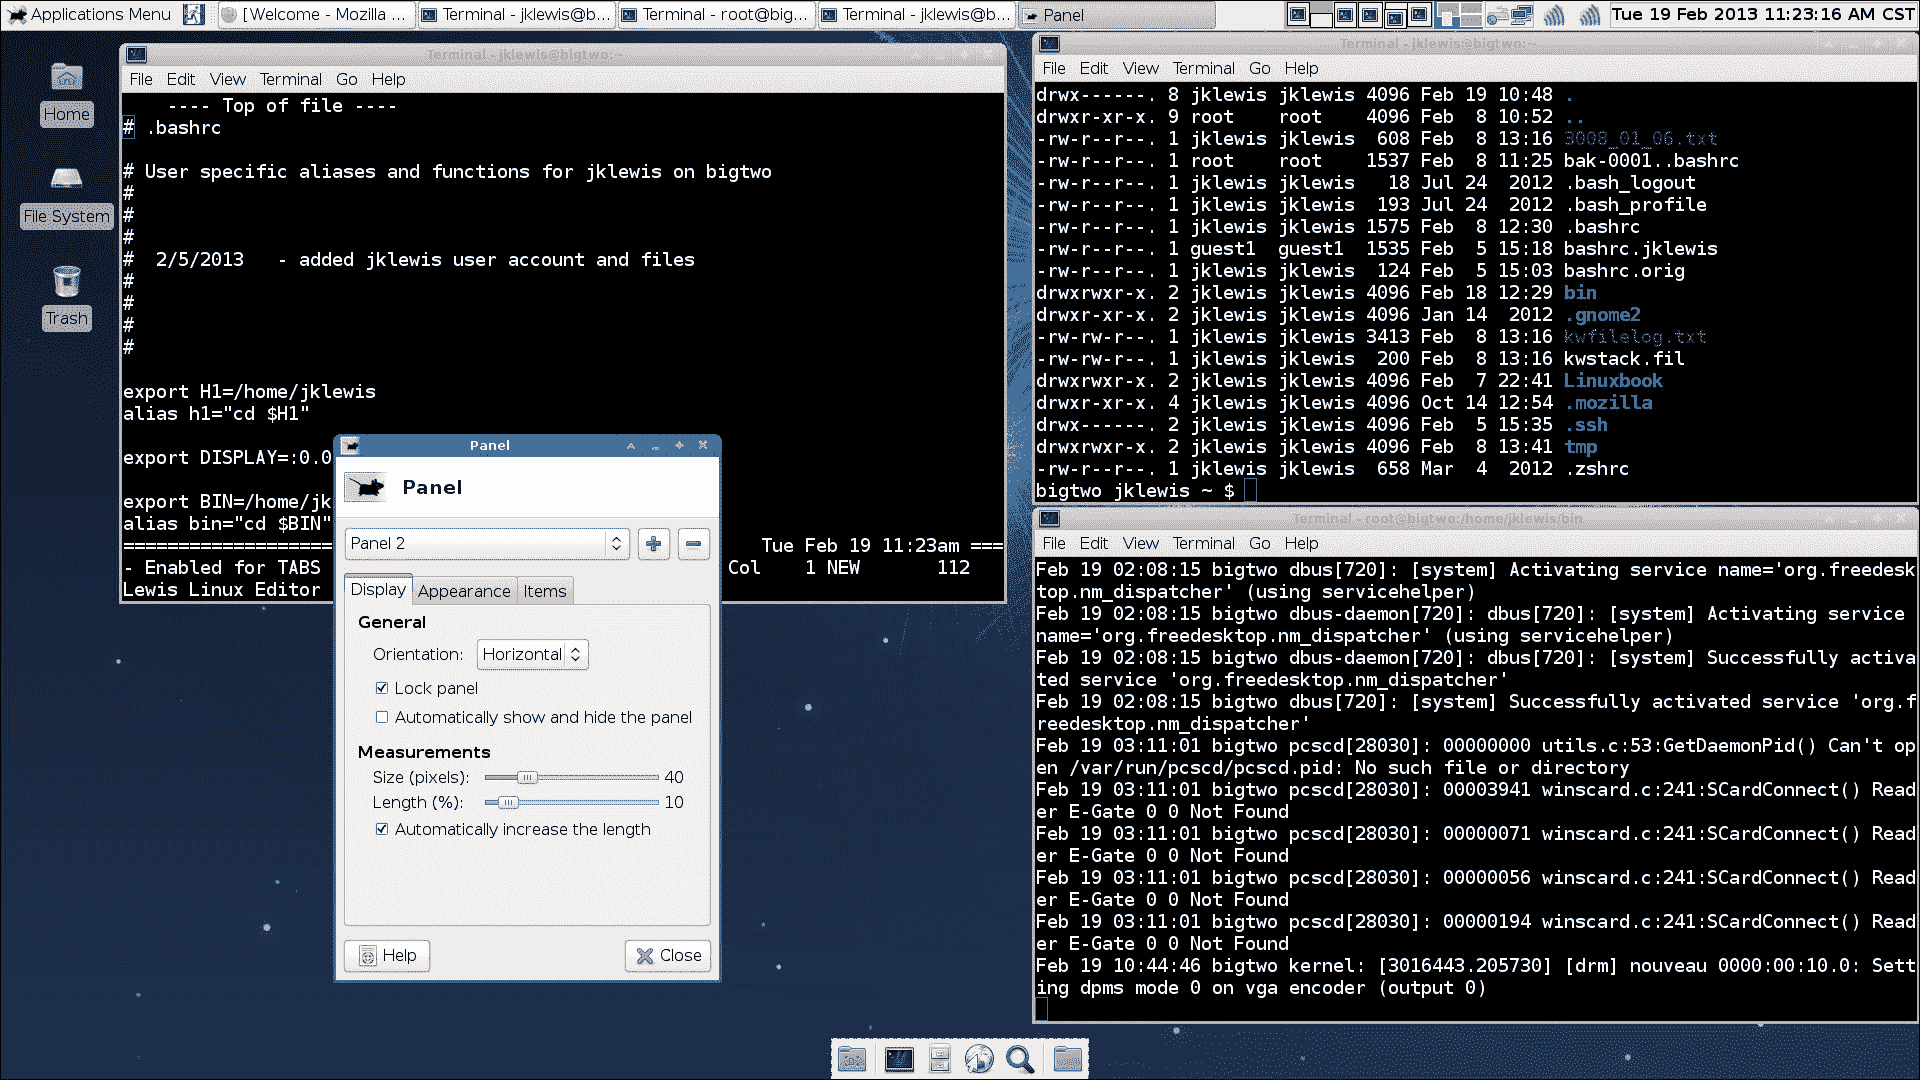 Applications Menu
[Welcome - Mozilla ...
Terminal - jklewis@b...
Terminal - root@big...
Terminal - jklewis@b...
Panel
Tue 19 Feb 2013 11:23:16 AM CST
Home
File System
Trash
Terminal - jklewis@bigtwo:~
File Edit View Terminal Go Help
---- Top of file ----
# .bashrc
# User specific aliases and functions for jklewis on bigtwo
#
#
#
# 2/5/2013 - added jklewis user account and files
#
#
#
#
export H1=/home/jklewis
alias h1="cd $H1"
export DISPLAY=:0.0
export BIN=/home/jk
alias bin="cd $BIN"
=================== Tue Feb 19 11:23am ===
- Enabled for TABS Col 1 NEW 112
Lewis Linux Editor
Panel
Panel
Panel 2
Display Appearance Items
General
Orientation: Horizontal
Lock panel
Automatically show and hide the panel
Measurements
Size (pixels): 40
Length (%): 10
Automatically increase the length
Help Close
Terminal - jklewis@bigtwo:~
File Edit View Terminal Go Help
drwx------. 8 jklewis jklewis 4096 Feb 19 10:48 .
drwxr-xr-x. 9 root root 4096 Feb 8 10:52 ..
-rw-r--r--. 1 jklewis jklewis 608 Feb 8 13:16 3008_01_06.txt
-rw-r--r--. 1 root root 1537 Feb 8 11:25 bak-0001..bashrc
-rw-r--r--. 1 jklewis jklewis 18 Jul 24 2012 .bash_logout
-rw-r--r--. 1 jklewis jklewis 193 Jul 24 2012 .bash_profile
-rw-r--r--. 1 jklewis jklewis 1575 Feb 8 12:30 .bashrc
-rw-r--r--. 1 guest1 guest1 1535 Feb 5 15:18 bashrc.jklewis
-rw-r--r--. 1 jklewis jklewis 124 Feb 5 15:03 bashrc.orig
drwxrwxr-x. 2 jklewis jklewis 4096 Feb 18 12:29 bin
drwxr-xr-x. 2 jklewis jklewis 4096 Jan 14 2012 .gnome2
-rw-rw-r--. 1 jklewis jklewis 3413 Feb 8 13:16 kwfilelog.txt
-rw-rw-r--. 1 jklewis jklewis 200 Feb 8 13:16 kwstack.fil
drwxrwxr-x. 2 jklewis jklewis 4096 Feb 7 22:41 Linuxbook
drwxr-xr-x. 4 jklewis jklewis 4096 Oct 14 12:54 .mozilla
drwx------. 2 jklewis jklewis 4096 Feb 5 15:35 .ssh
drwxrwxr-x. 2 jklewis jklewis 4096 Feb 8 13:41 tmp
-rw-r--r--. 1 jklewis jklewis 658 Mar 4 2012 .zshrc
bigtwo jklewis ~ $
Terminal - root@bigtwo:/home/jklewis/bin
File Edit View Terminal Go Help
Feb 19 02:08:15 bigtwo dbus[720]: [system] Activating service name='org.freedesk
top.nm_dispatcher' (using servicehelper)
Feb 19 02:08:15 bigtwo dbus-daemon[720]: dbus[720]: [system] Activating service
name='org.freedesktop.nm_dispatcher' (using servicehelper)
Feb 19 02:08:15 bigtwo dbus-daemon[720]: dbus[720]: [system] Successfully activa
ted service 'org.freedesktop.nm_dispatcher'
Feb 19 02:08:15 bigtwo dbus[720]: [system] Successfully activated service 'org.f
reedesktop.nm_dispatcher'
Feb 19 03:11:01 bigtwo pcscd[28030]: 00000000 utils.c:53:GetDaemonPid() Can't op
en /var/run/pcscd/pcscd.pid: No such file or directory
Feb 19 03:11:01 bigtwo pcscd[28030]: 00003941 winscard.c:241:SCardConnect() Read
er E-Gate 0 0 Not Found
Feb 19 03:11:01 bigtwo pcscd[28030]: 00000071 winscard.c:241:SCardConnect() Read
er E-Gate 0 0 Not Found
Feb 19 03:11:01 bigtwo pcscd[28030]: 00000056 winscard.c:241:SCardConnect() Read
er E-Gate 0 0 Not Found
Feb 19 03:11:01 bigtwo pcscd[28030]: 00000194 winscard.c:241:SCardConnect() Read
er E-Gate 0 0 Not Found
Feb 19 10:44:46 bigtwo kernel: [3016443.205730] [drm] nouveau 0000:00:10.0: Sett
ing dpms mode 0 on vga encoder (output 0)